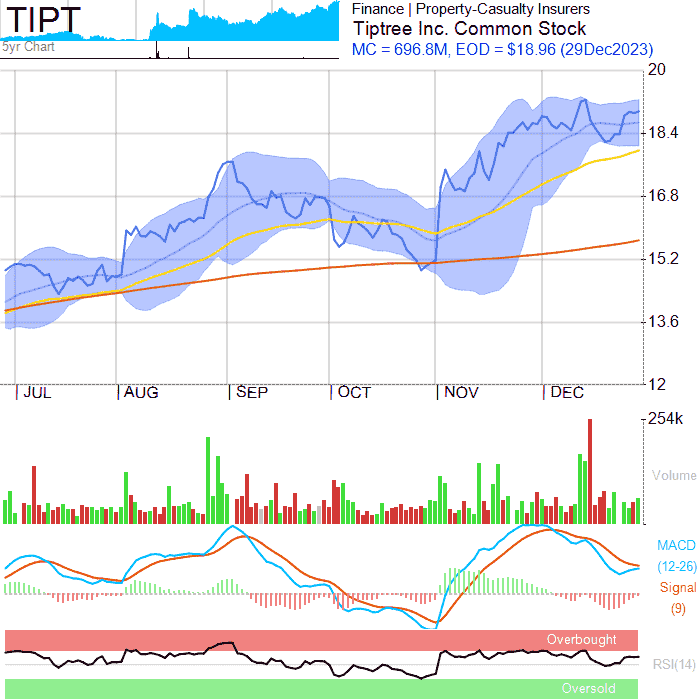 TIPT
5yr Chart
Finance | Property-Casualty Insurers
Tiptree Inc. Common Stock
MC = 696.8M, EOD = $18.96 (29Dec2023)
20
18.4
16.8
15.2
13.6
12
JUL AUG SEP OCT NOV DEC
254k
Volume
MACD
(12-26)
Signal
(9)
Overbought
RSI(14)
Oversold